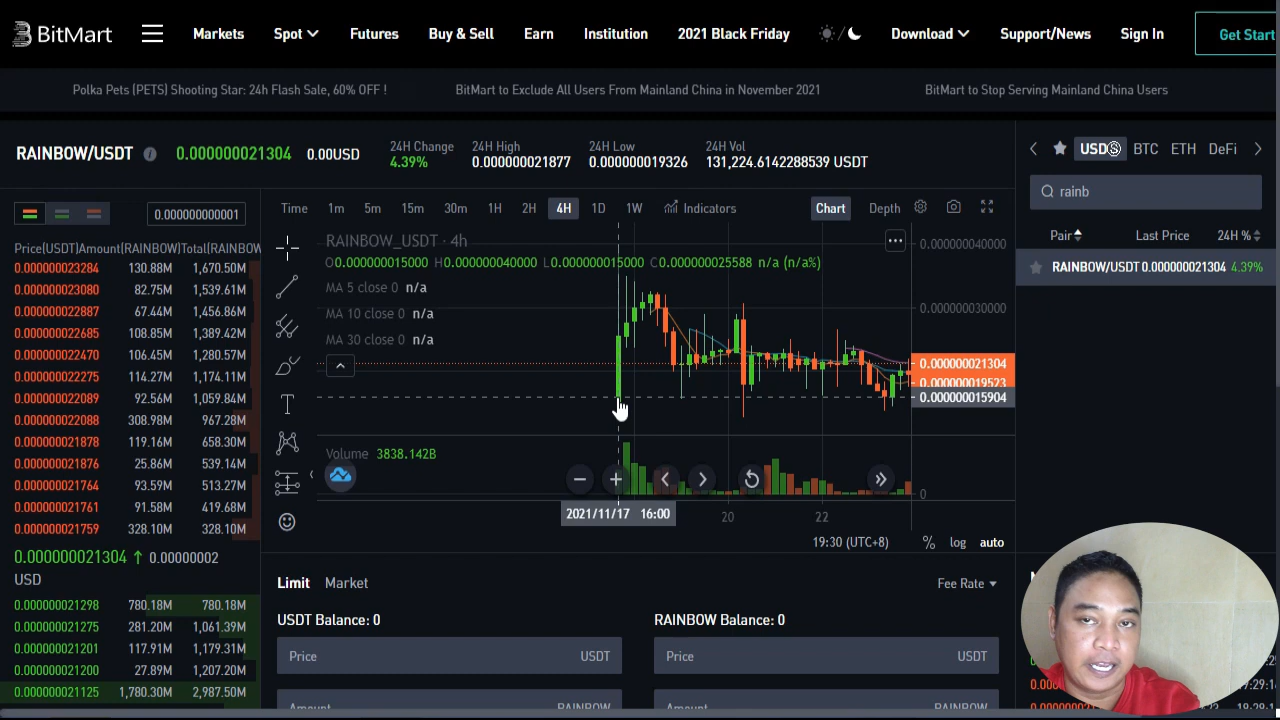 BitMart Markets Spot Futures Buy & Sell Earn Institution 2021 Black Friday Download Support/News Sign In Get Start
Polka Pets (PETS) Shooting Star: 24h Flash Sale, 60% OFF ! BitMart to Exclude All Users From Mainland China in November 2021 BitMart to Stop Serving Mainland China Users
RAINBOW/USDT 0.000000021304 0.00USD
24H Change 24H High 24H Low 24H Vol
4.39% 0.000000021877 0.000000019326 131,224.6142288539 USDT
USD BTC ETH DeFi
rainb
Pair Last Price 24H %
RAINBOW/USDT 0.000000021304 4.39%
0.000000000001
Price(USDT)Amount(RAINBOW)Total(RAINBOW
0.000000023284 130.88M 1,670.50M
0.000000023080 82.75M 1,539.61M
0.000000022887 67.44M 1,456.86M
0.000000022685 108.85M 1,389.42M
0.000000022470 106.45M 1,280.57M
0.000000022275 114.27M 1,174.11M
0.000000022089 92.56M 1,059.84M
0.000000022088 308.98M 967.28M
0.000000021878 119.16M 658.30M
0.000000021876 25.86M 539.14M
0.000000021764 93.59M 513.27M
0.000000021761 91.58M 419.68M
0.000000021759 328.10M 328.10M
0.000000021304 ↑ 0.00000002
USD
0.000000021298 780.18M 780.18M
0.000000021275 281.20M 1,061.39M
0.000000021201 117.91M 1,179.31M
0.000000021200 27.89M 1,207.20M
0.000000021125 1,780.30M 2,987.50M
Time 1m 5m 15m 30m 1H 2H 4H 1D 1W Indicators Chart Depth
RAINBOW_USDT · 4h
O0.000000015000 H0.000000040000 L0.000000015000 C0.000000025588 n/a (n/a%)
MA 5 close 0 n/a
MA 10 close 0 n/a
MA 30 close 0 n/a
0.000000040000
0.000000030000
0.000000021304
0.000000019573
0.000000015904
Volume 3838.142B
0
2021/11/17 16:00 20 22
19:30 (UTC+8) % log auto
Limit Market Fee Rate
USDT Balance: 0 RAINBOW Balance: 0
Price USDT Price USDT
Amount RAINBOW Amount RAINBOW